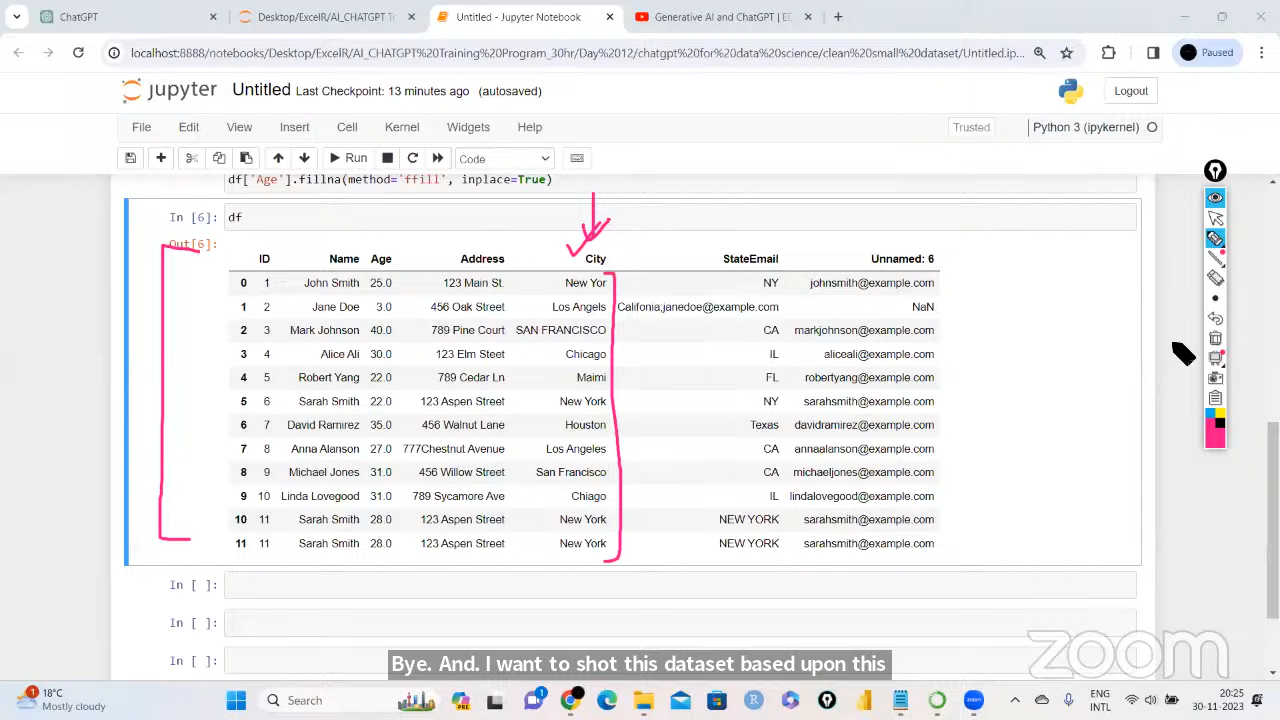 ChatGPT
Desktop/ExcelR/AI_CHATGPT Tr
Untitled - Jupyter Notebook
Generative AI and ChatGPT | ED
localhost:8888/notebooks/Desktop/ExcelR/AI_CHATGPT%20Training%20Program_30hr/Day%2012/chatgpt%20for%20data%20science/clean%20small%20dataset/Untitled.ip...
Paused
jupyter Untitled Last Checkpoint: 13 minutes ago (autosaved)
Logout
File Edit View Insert Cell Kernel Widgets Help
Trusted Python 3 (ipykernel)
Run Code
df['Age'].fillna(method='ffill', inplace=True)
In [6]: df
Out[6]:
ID Name Age Address City StateEmail Unnamed: 6
0 1 John Smith 25.0 123 Main St. New Yor NY johnsmith@example.com
1 2 Jane Doe 3.0 456 Oak Street Los Angels Califonia;janedoe@example.com NaN
2 3 Mark Johnson 40.0 789 Pine Court SAN FRANCISCO CA markjohnson@example.com
3 4 Alice Ali 30.0 123 Elm Steet Chicago IL aliceali@example.com
4 5 Robert Yang 22.0 789 Cedar Ln Maimi FL robertyang@example.com
5 6 Sarah Smith 22.0 123 Aspen Street New York NY sarahsmith@example.com
6 7 David Ramirez 35.0 456 Walnut Lane Houston Texas davidramirez@example.com
7 8 Anna Alanson 27.0 777Chestnut Avenue Los Angeles CA annaalanson@example.com
8 9 Michael Jones 31.0 456 Willow Street San Francisco CA michaeljones@example.com
9 10 Linda Lovegood 31.0 789 Sycamore Ave Chiago IL lindalovegood@example.com
10 11 Sarah Smith 28.0 123 Aspen Street New York NEW YORK sarahsmith@example.com
11 11 Sarah Smith 28.0 123 Aspen Street New York NEW YORK sarahsmith@example.com
In [ ]:
In [ ]:
In [ ]:
Bye. And. I want to shot this dataset based upon this
zoom
1 18°C
Mostly cloudy
Search
PRE
1
R
zoom
ENG
INTL
20:25
30-11-2023